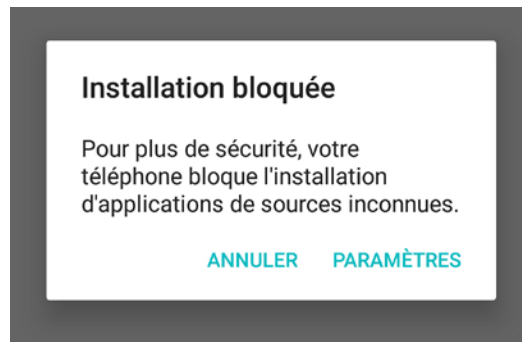 Installation bloquée
Pour plus de sécurité, votre
téléphone bloque l'installation
d'applications de sources inconnues.
ANNULER PARAMÈTRES